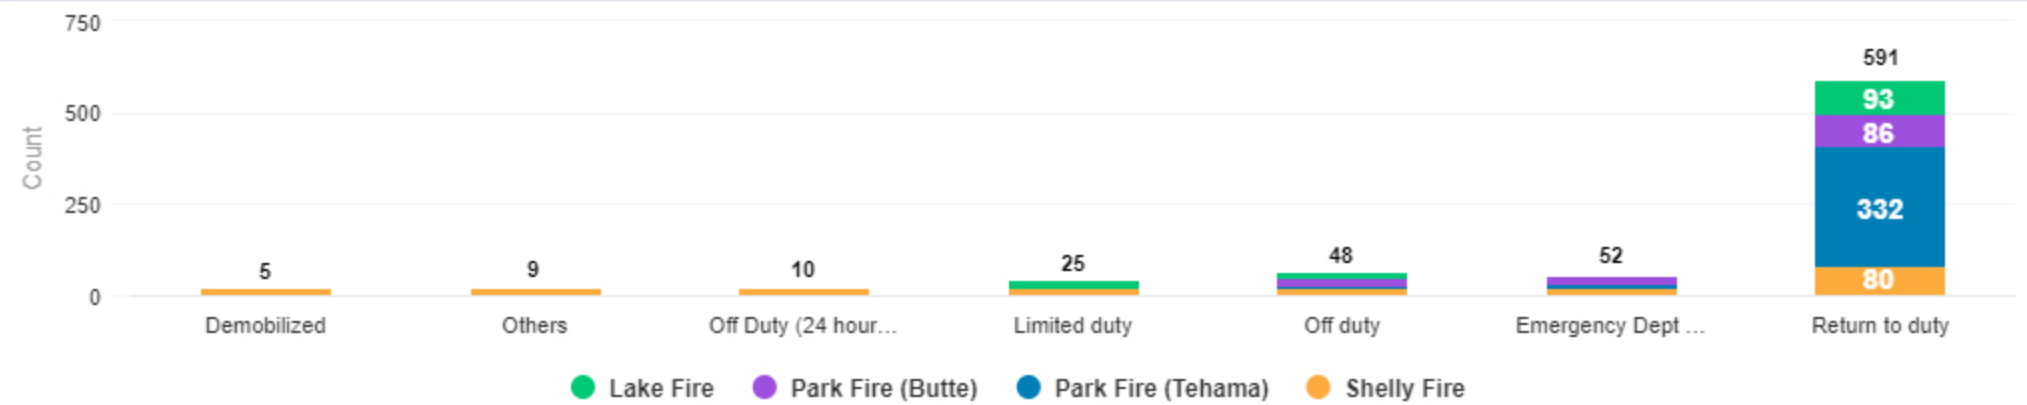 750
591
93
500
86
Count
332
250
5
9
10
25
48
52
80
0
Demobilized
Others
Off Duty (24 hour...
Limited duty
Off duty
Emergency Dept ...
Return to duty
Lake Fire
Park Fire (Butte)
Park Fire (Tehama)
Shelly Fire